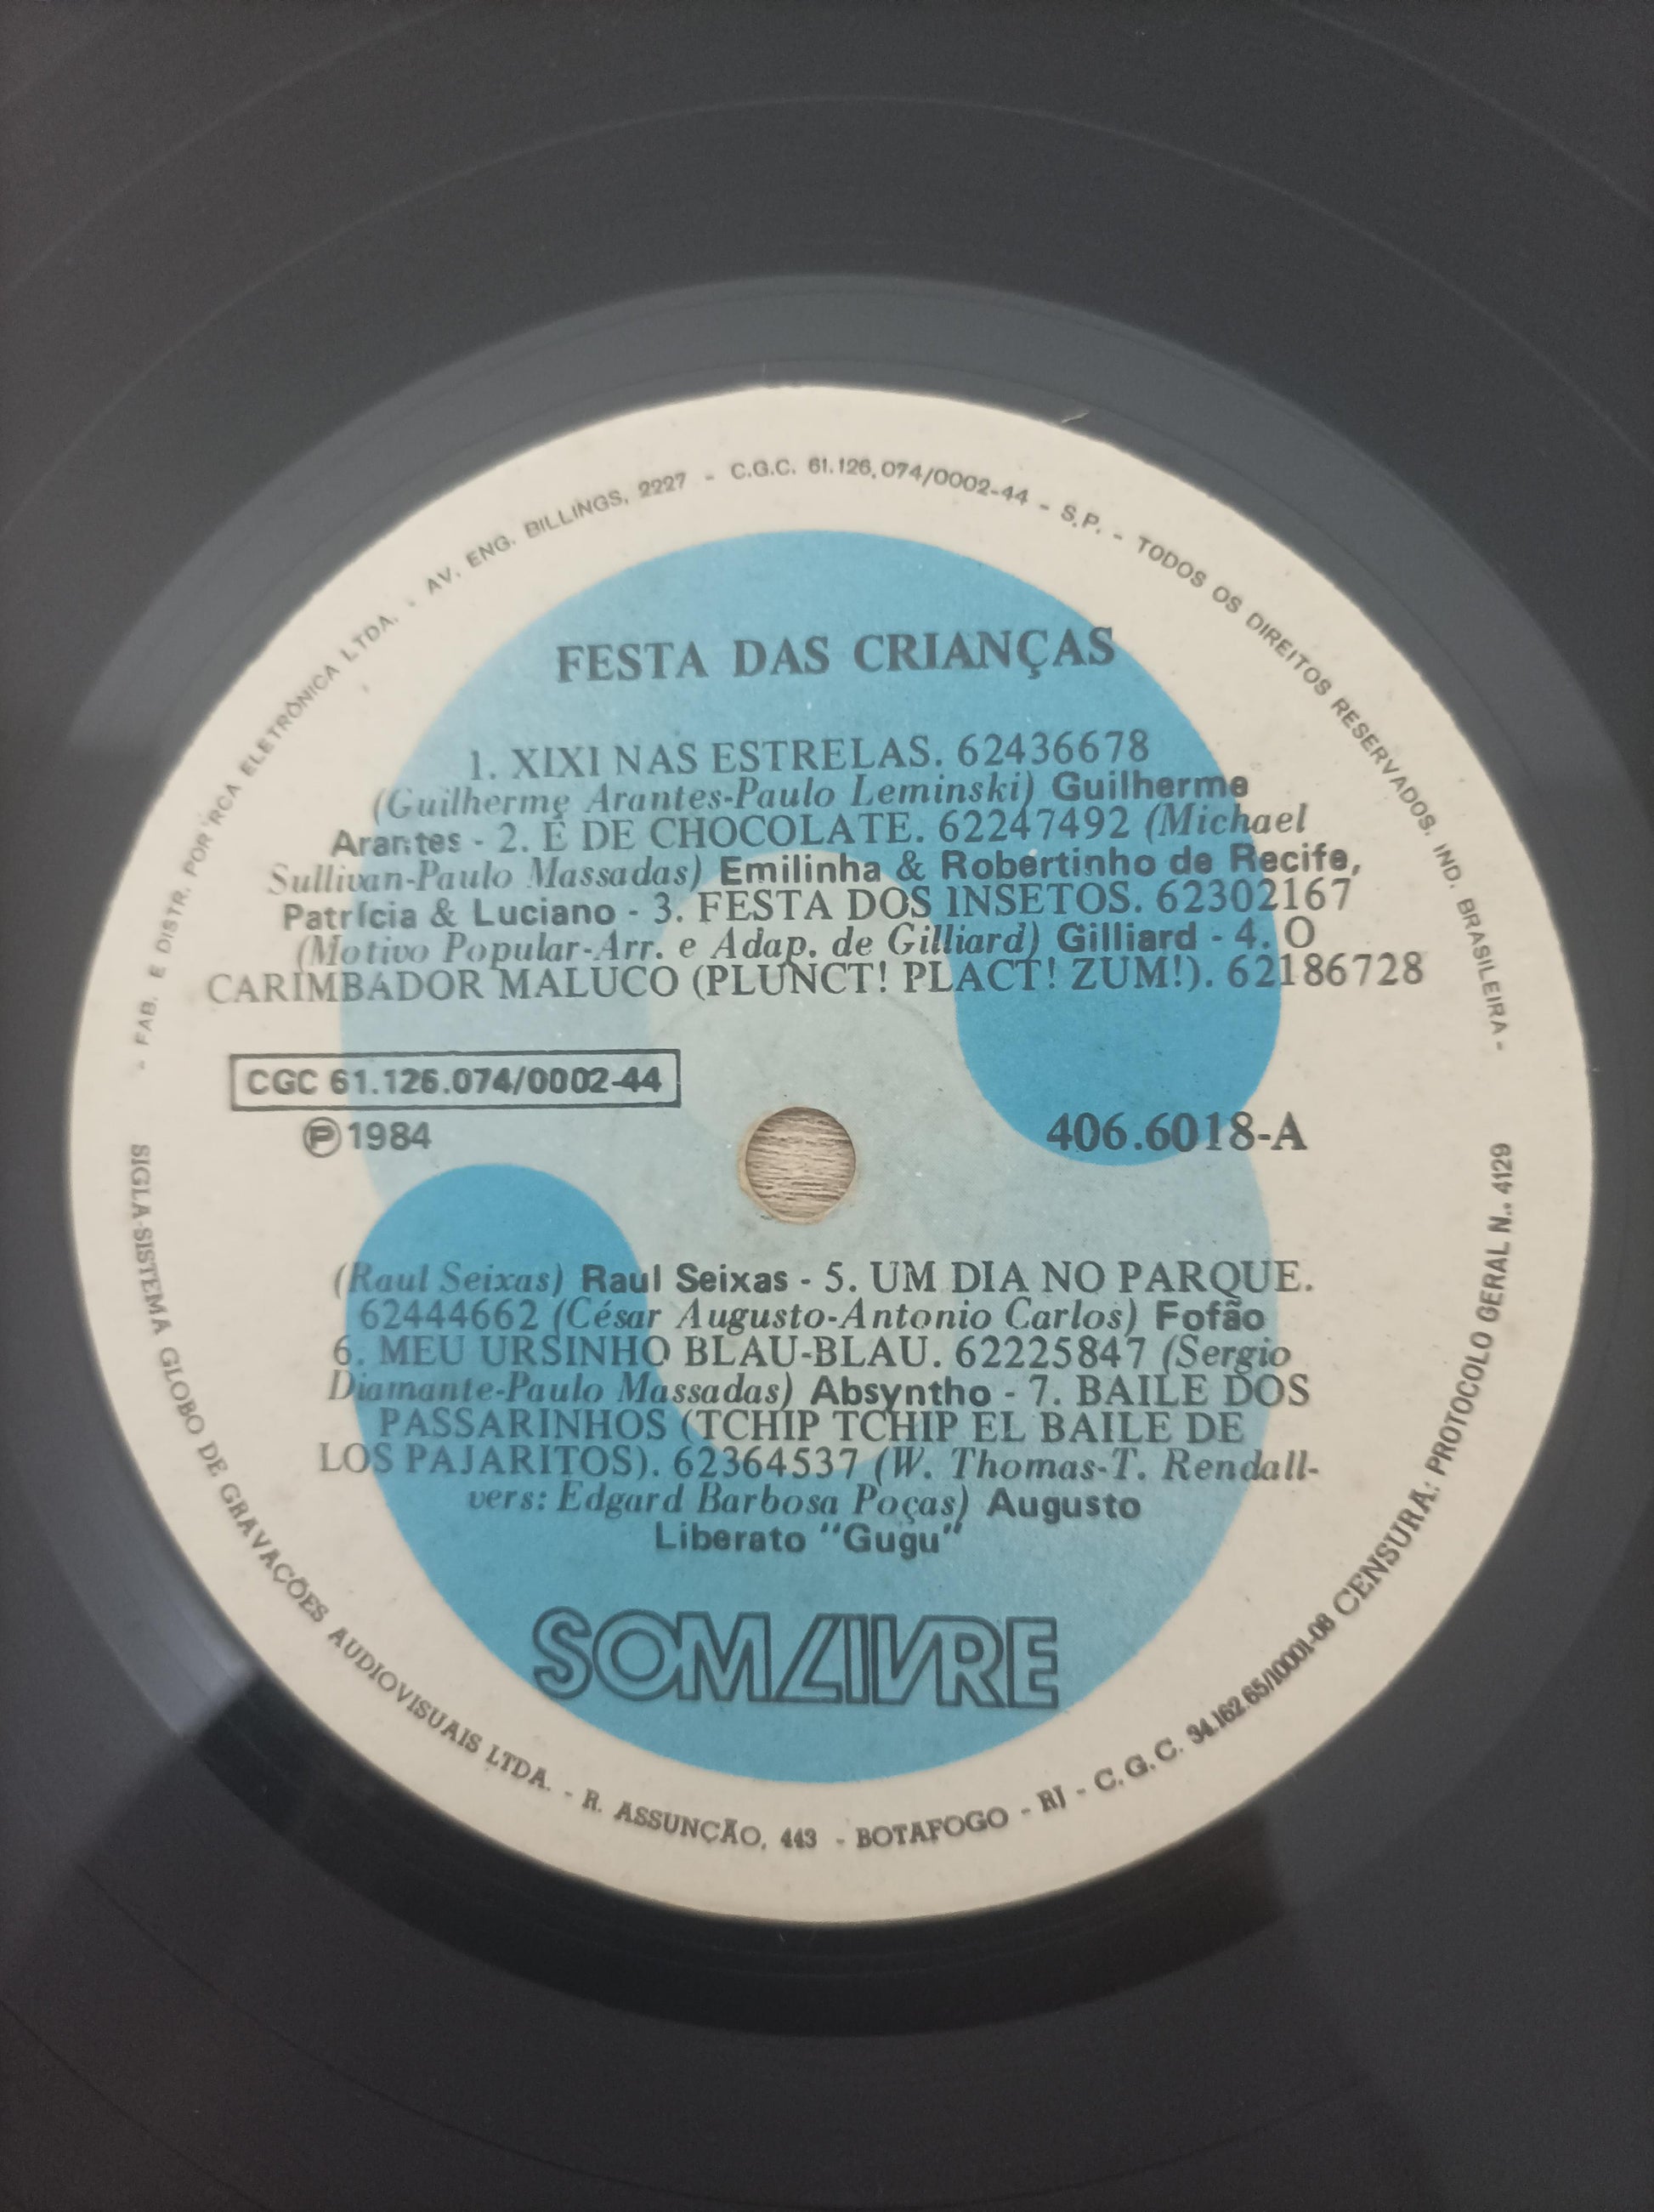 - FAB. E DISTR. POR RCA ELETRÔNICA LTDA. - AV. ENG. BILLINGS, 2227 - C.G.C. 61.126.074/0002-44 - S.P. - TODOS OS DIREITOS RESERVADOS. IND. BRASILEIRA -
FESTA DAS CRIANÇAS
1. XIXI NAS ESTRELAS. 62436678
(Guilherme Arantes-Paulo Leminski) Guilherme
Arantes - 2. É DE CHOCOLATE. 62247492 (Michael
Sullivan-Paulo Massadas) Emilinha & Robertinho de Recife,
Patrícia & Luciano - 3. FESTA DOS INSETOS. 62302167
(Motivo Popular-Arr. e Adap. de Gilliard) Gilliard - 4. O
CARIMBADOR MALUCO (PLUNCT! PLACT! ZUM!). 62186728
CGC 61.126.074/0002-44
Ⓟ1984
406.6018-A
(Raul Seixas) Raul Seixas - 5. UM DIA NO PARQUE.
62444662 (César Augusto-Antonio Carlos) Fofão
6. MEU URSINHO BLAU-BLAU. 62225847 (Sergio
Diamante-Paulo Massadas) Absyntho - 7. BAILE DOS
PASSARINHOS (TCHIP TCHIP EL BAILE DE
LOS PAJARITOS). 62364537 (W. Thomas-T. Rendall-
vers: Edgard Barbosa Poças) Augusto
Liberato "Gugu"
SOM LIVRE
SIGLA-SISTEMA GLOBO DE GRAVAÇÕES AUDIOVISUAIS LTDA. - R. ASSUNÇÃO, 443 - BOTAFOGO - RJ - C.G.C. 34.162.65/10001-08 CENSURA: PROTOCOLO GERAL N.. 4129